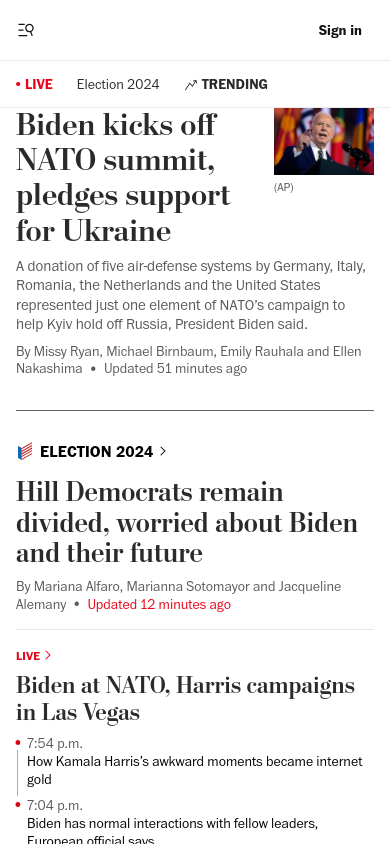 Sign in
• LIVE Election 2024 TRENDING
Biden kicks off
NATO summit,
pledges support
for Ukraine
(AP)
A donation of five air-defense systems by Germany, Italy,
Romania, the Netherlands and the United States
represented just one element of NATO’s campaign to
help Kyiv hold off Russia, President Biden said.
By Missy Ryan, Michael Birnbaum, Emily Rauhala and Ellen
Nakashima • Updated 51 minutes ago
ELECTION 2024 >
Hill Democrats remain
divided, worried about Biden
and their future
By Mariana Alfaro, Marianna Sotomayor and Jacqueline
Alemany • Updated 12 minutes ago
LIVE >
Biden at NATO, Harris campaigns
in Las Vegas
• 7:54 p.m.
How Kamala Harris’s awkward moments became internet
gold
• 7:04 p.m.
Biden has normal interactions with fellow leaders,
European official says